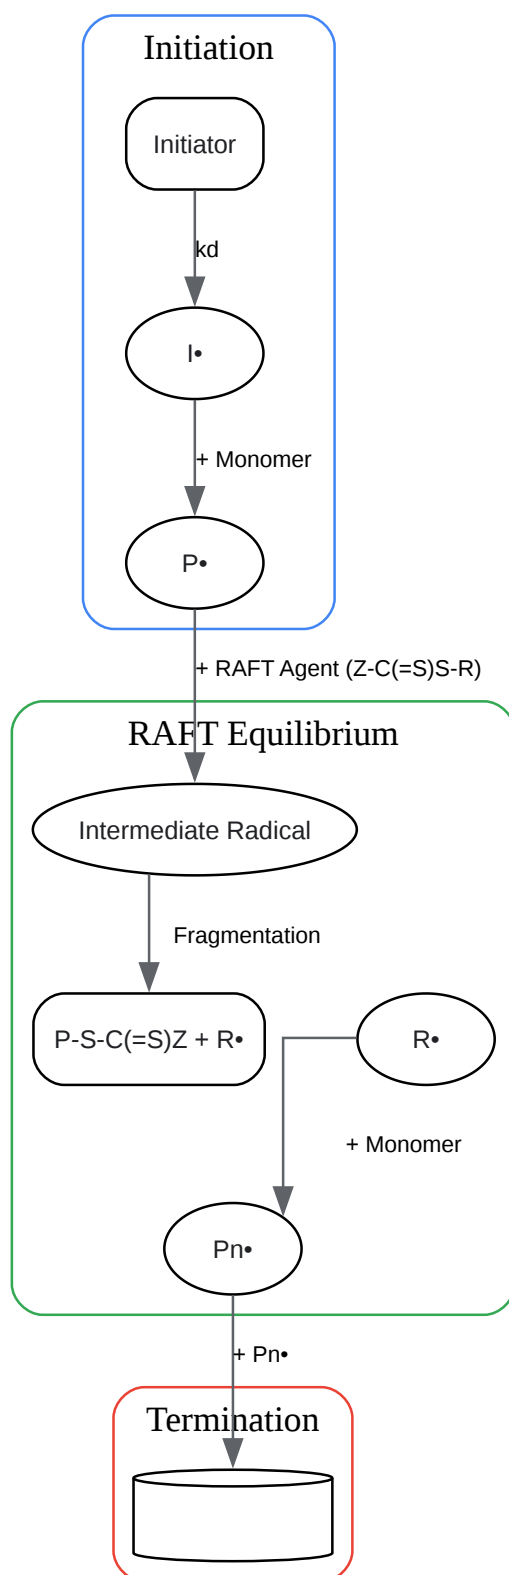 Initiation
Initiator
kd
I•
+ Monomer
P•
+ RAFT Agent (Z-C(=S)S-R)
RAFT Equilibrium
Intermediate Radical
Fragmentation
P-S-C(=S)Z + R•
R•
+ Monomer
Pn•
+ Pn•
Termination